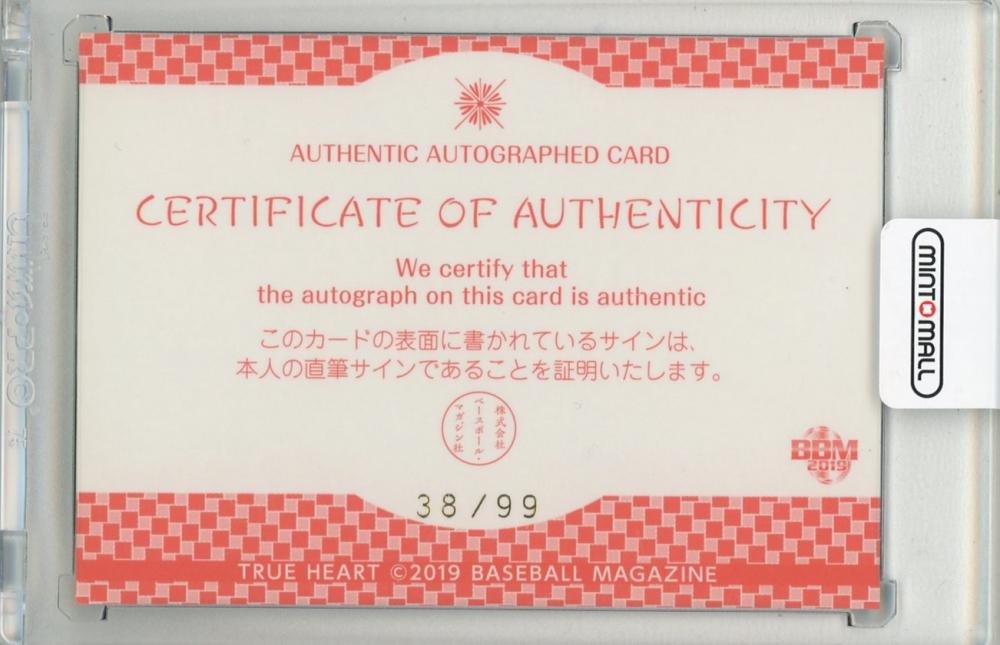 AUTHENTIC AUTOGRAPHED CARD
CERTIFICATE OF AUTHENTICITY
We certify that
the autograph on this card is authentic
このカードの表面に書かれているサインは、
本人の直筆サインであることを証明いたします。
株式会社
ベースボール・
マガジン社
BBM
2019
38/99
TRUE HEART ©2019 BASEBALL MAGAZINE
MINT MALL